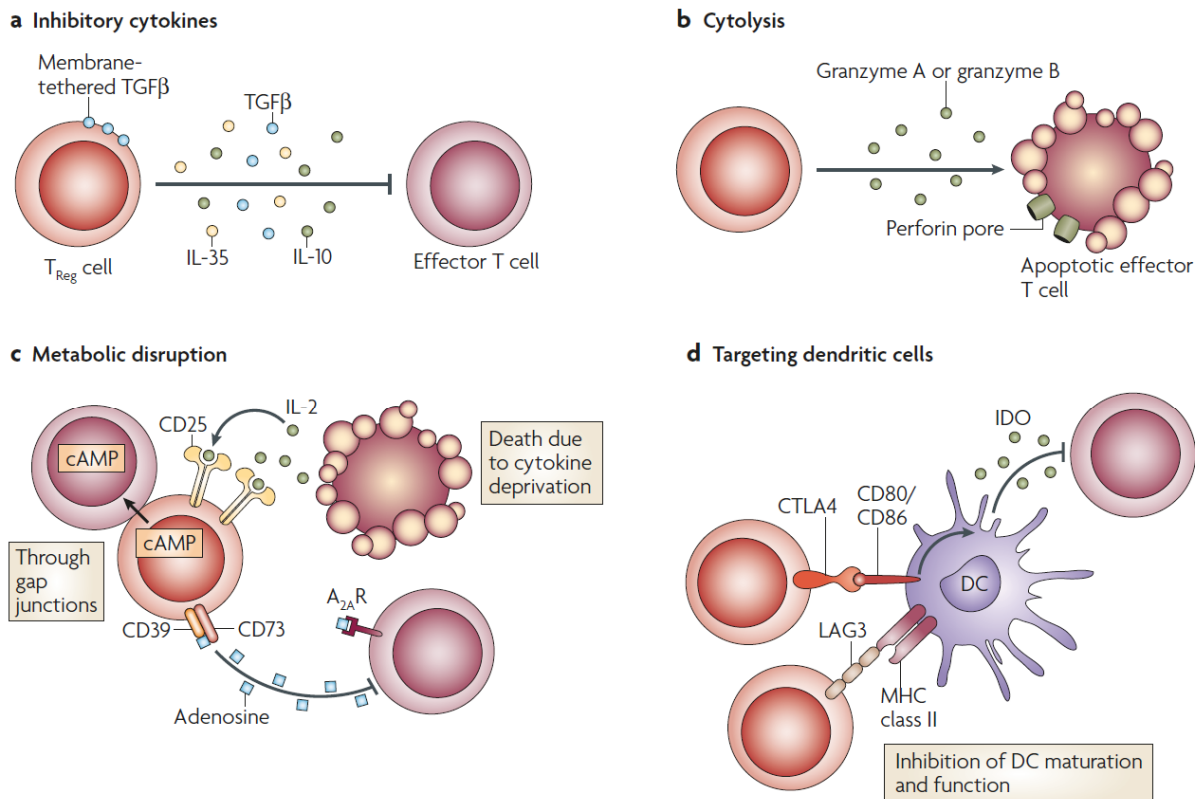 a Inhibitory cytokines
Membrane-
tethered TGFβ
TGFβ
IL-35
IL-10
T_Reg cell
Effector T cell
b Cytolysis
Granzyme A or granzyme B
Perforin pore
Apoptotic effector
T cell
c Metabolic disruption
IL-2
CD25
cAMP
cAMP
Death due
to cytokine
deprivation
Through
gap
junctions
CD39
CD73
A2AR
Adenosine
d Targeting dendritic cells
IDO
CTLA4
CD80/
CD86
DC
LAG3
MHC
class II
Inhibition of DC maturation
and function